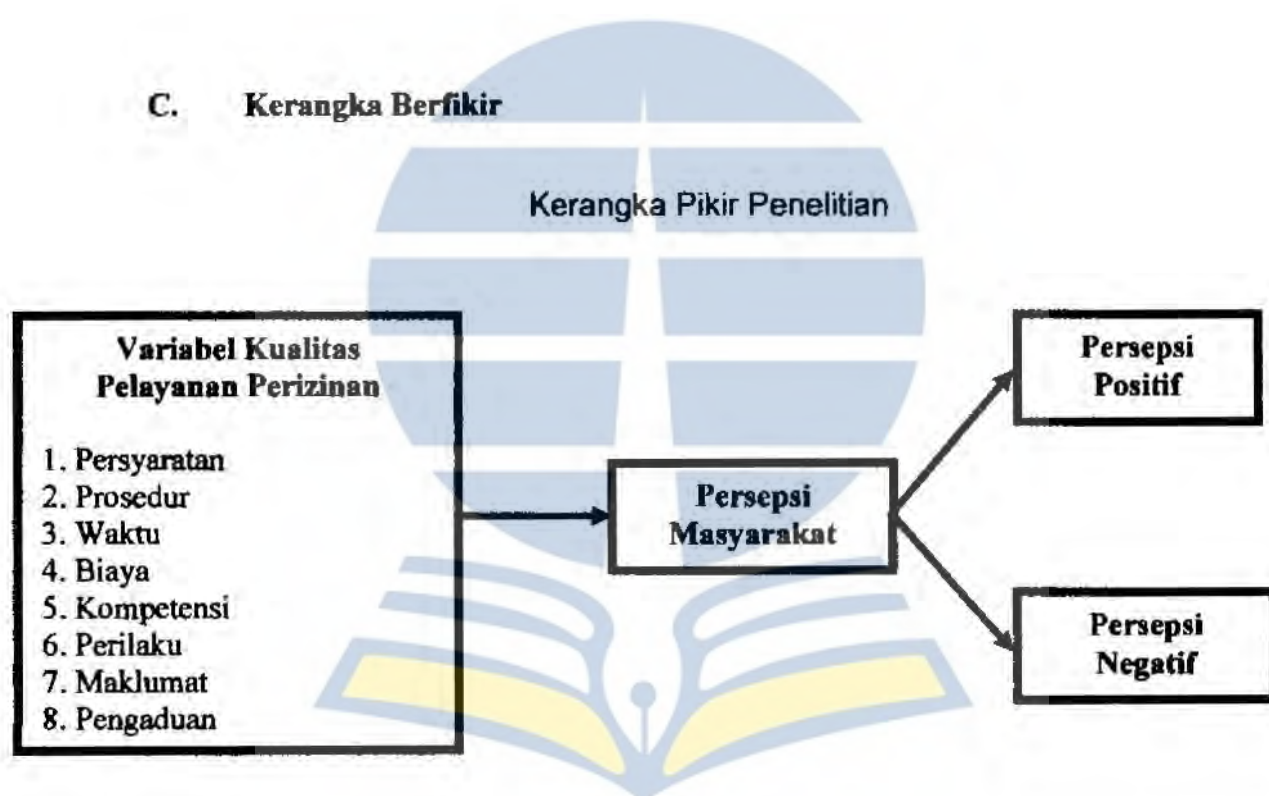 C. Kerangka Berfikir
Kerangka Pikir Penelitian
Variabel Kualitas
Pelayanan Perizinan
1. Persyaratan
2. Prosedur
3. Waktu
4. Biaya
5. Kompetensi
6. Perilaku
7. Maklumat
8. Pengaduan
Persepsi
Masyarakat
Persepsi
Positif
Persepsi
Negatif